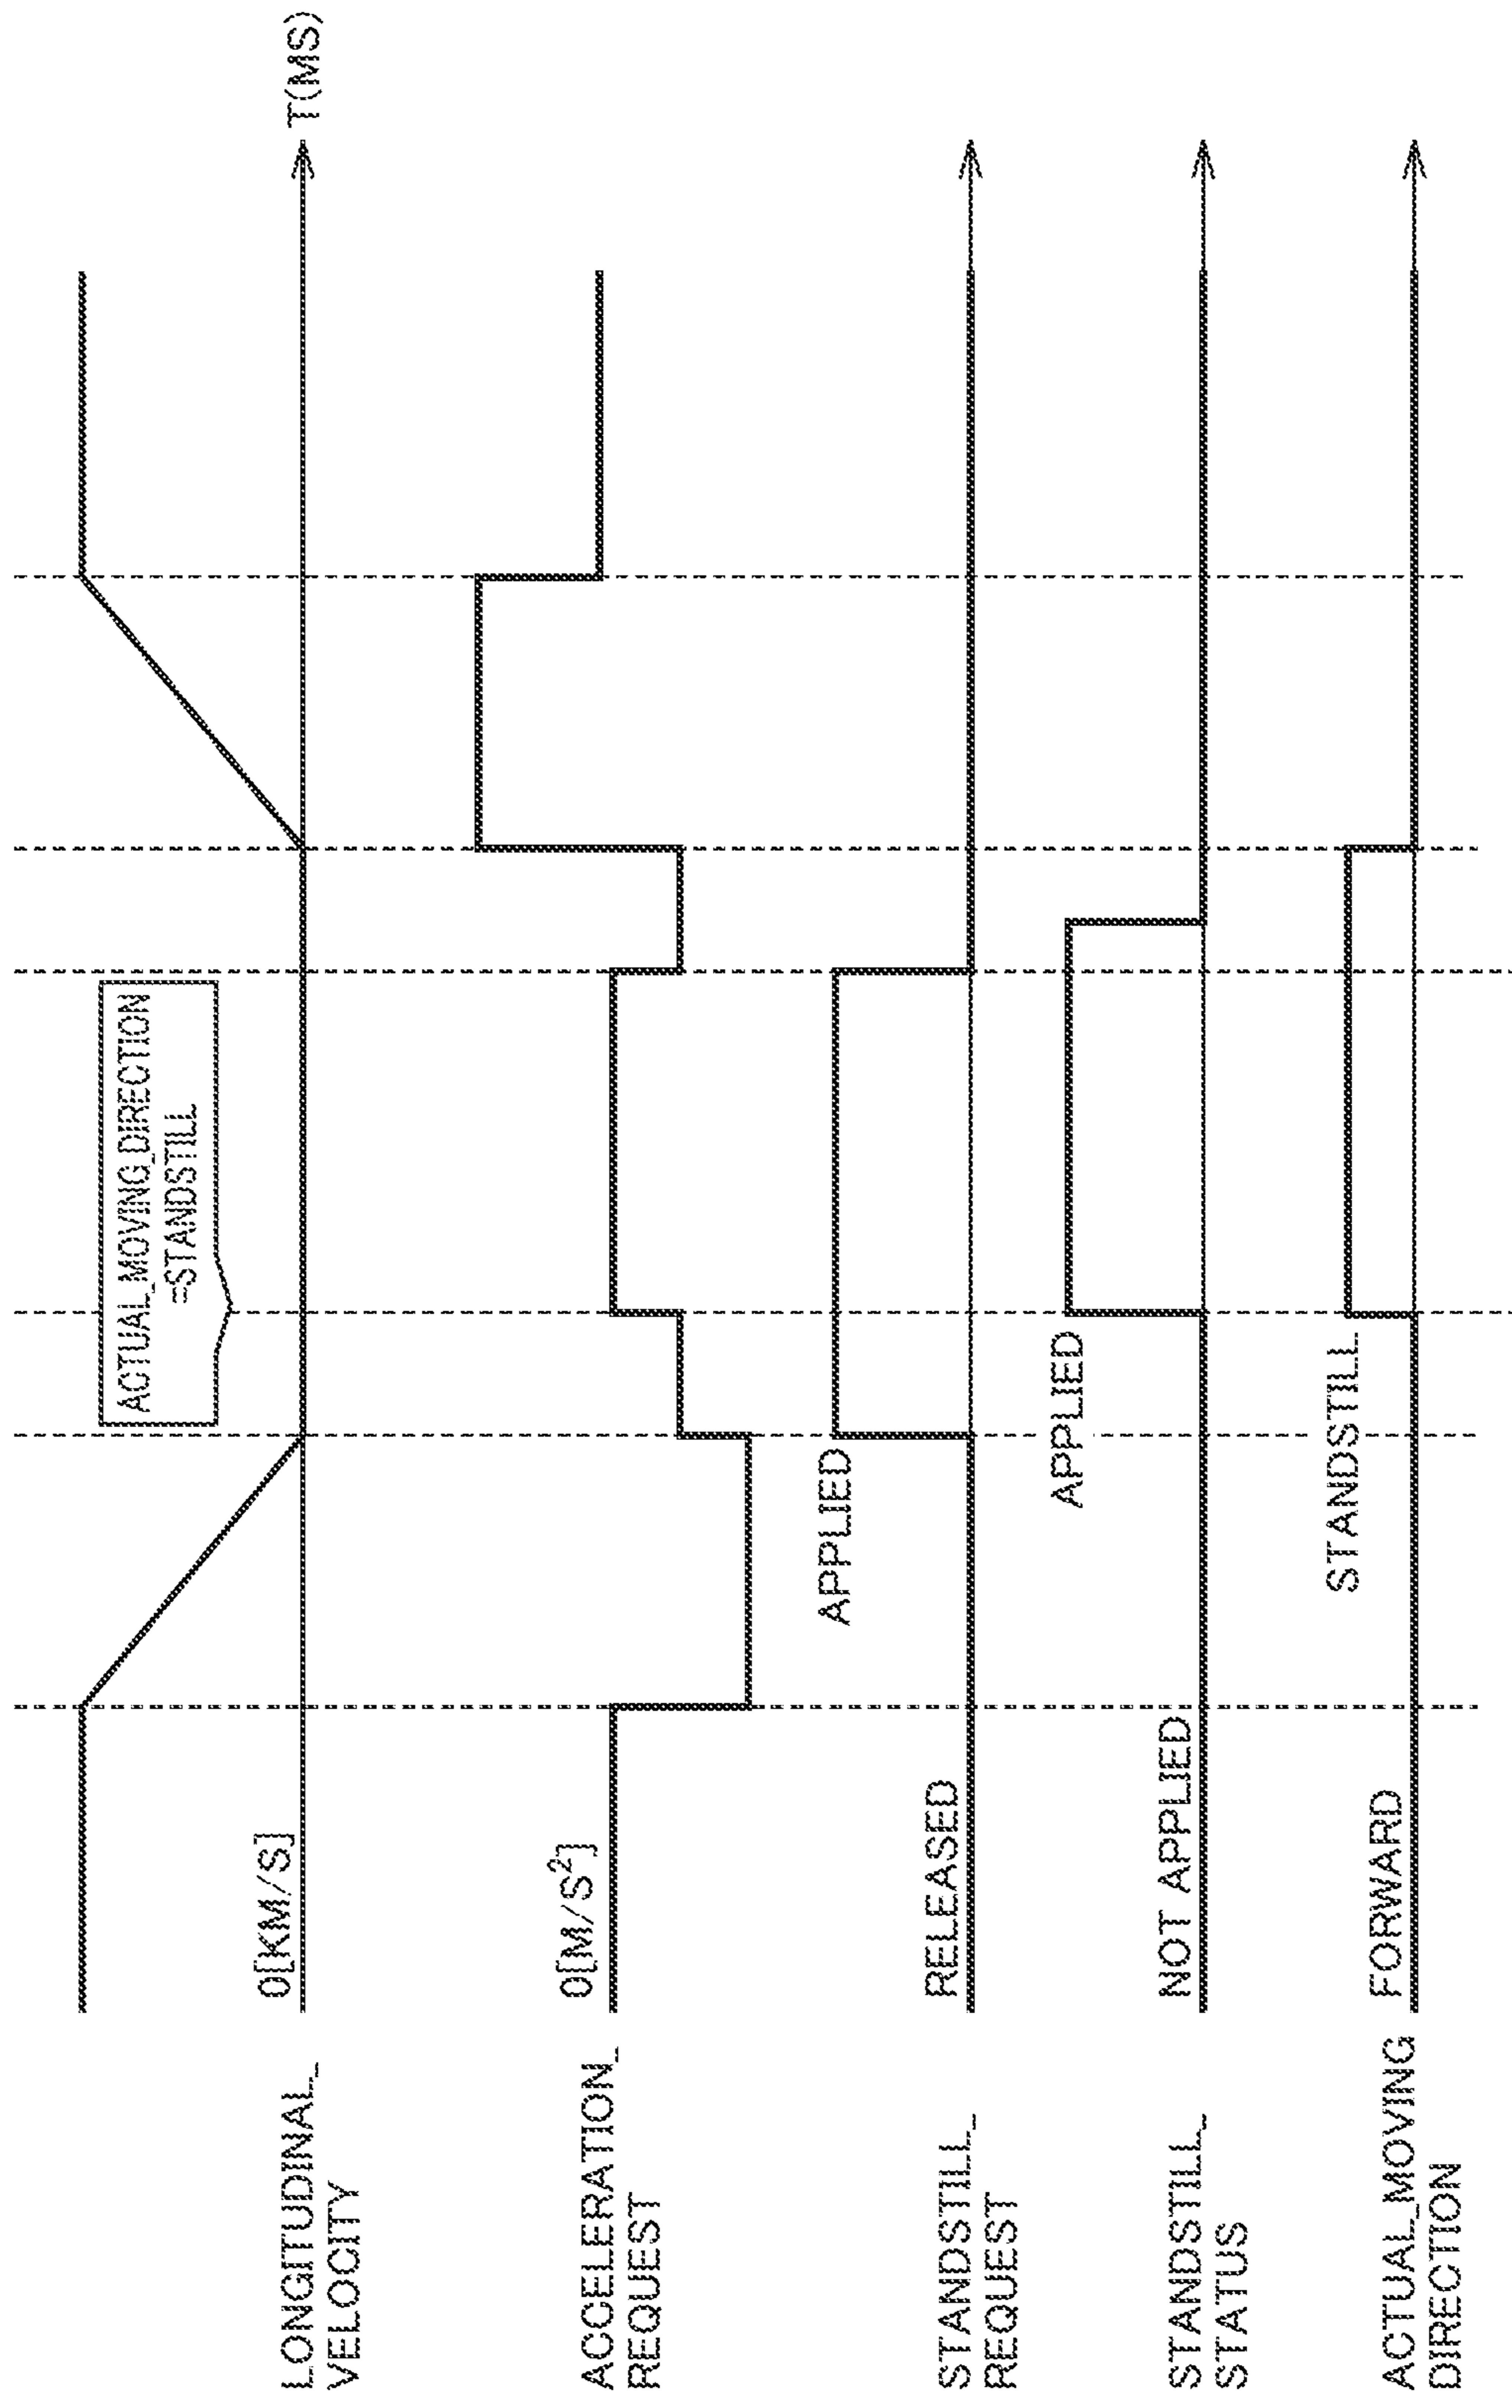 ACTUAL_MOVING_DIRECTION
=STANDSTILL
T(MS)
LONGITUDINAL_
VELOCITY
0[KM/S]
ACCELERATION_
REQUEST
0[M/S²]
STANDSTILL_
REQUEST
RELEASED
APPLIED
STANDSTILL_
STATUS
NOT APPLIED
APPLIED
ACTUAL_MOVING
DIRECTION
FORWARD
STANDSTILL